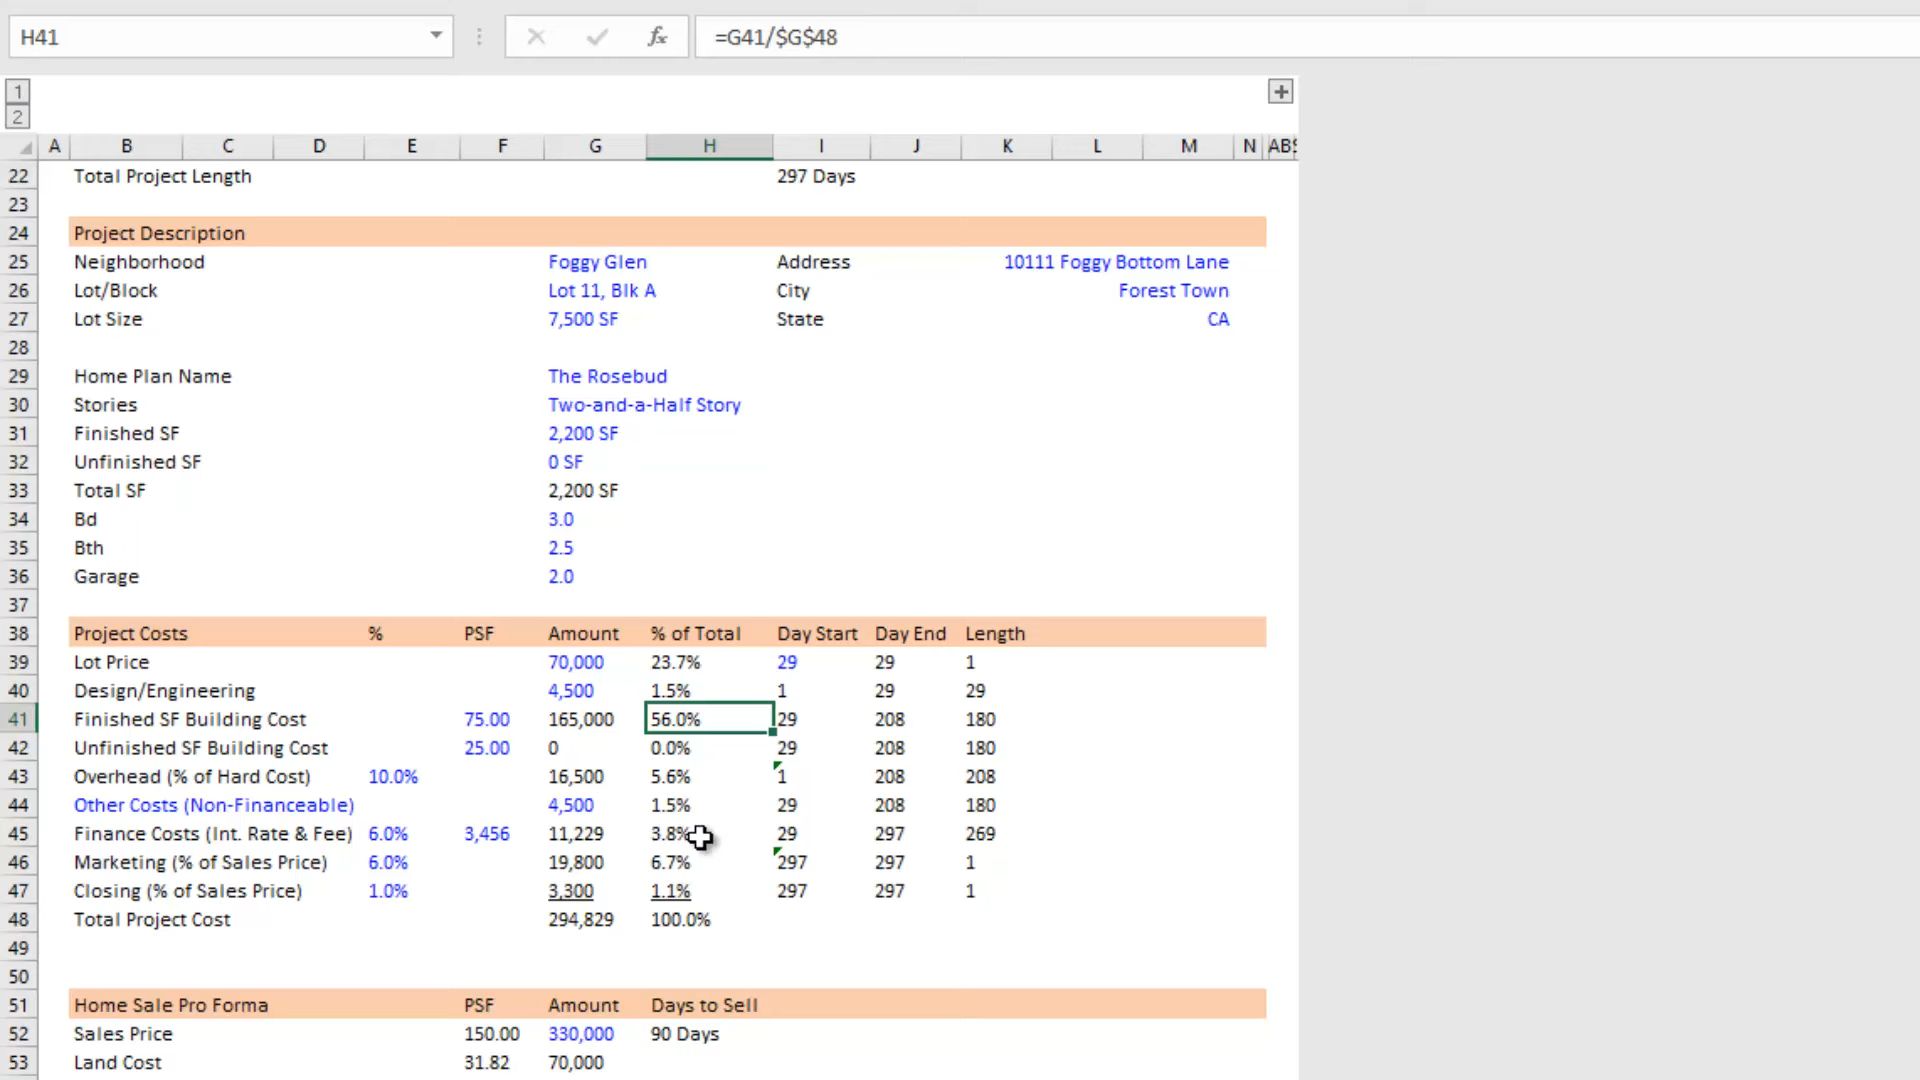 H41 fx =G41/$G$48
1
2
A B C D E F G H I J K L M N
22 Total Project Length 297 Days
23
24 Project Description
25 Neighborhood Foggy Glen Address 10111 Foggy Bottom Lane
26 Lot/Block Lot 11, Blk A City Forest Town
27 Lot Size 7,500 SF State CA
28
29 Home Plan Name The Rosebud
30 Stories Two-and-a-Half Story
31 Finished SF 2,200 SF
32 Unfinished SF 0 SF
33 Total SF 2,200 SF
34 Bd 3.0
35 Bth 2.5
36 Garage 2.0
37
38 Project Costs % PSF Amount % of Total Day Start Day End Length
39 Lot Price 70,000 23.7% 29 29 1
40 Design/Engineering 4,500 1.5% 1 29 29
41 Finished SF Building Cost 75.00 165,000 56.0% 29 208 180
42 Unfinished SF Building Cost 25.00 0 0.0% 29 208 180
43 Overhead (% of Hard Cost) 10.0% 16,500 5.6% 1 208 208
44 Other Costs (Non-Financeable) 4,500 1.5% 29 208 180
45 Finance Costs (Int. Rate & Fee) 6.0% 3,456 11,229 3.8% 29 297 269
46 Marketing (% of Sales Price) 6.0% 19,800 6.7% 297 297 1
47 Closing (% of Sales Price) 1.0% 3,300 1.1% 297 297 1
48 Total Project Cost 294,829 100.0%
49
50
51 Home Sale Pro Forma PSF Amount Days to Sell
52 Sales Price 150.00 330,000 90 Days
53 Land Cost 31.82 70,000